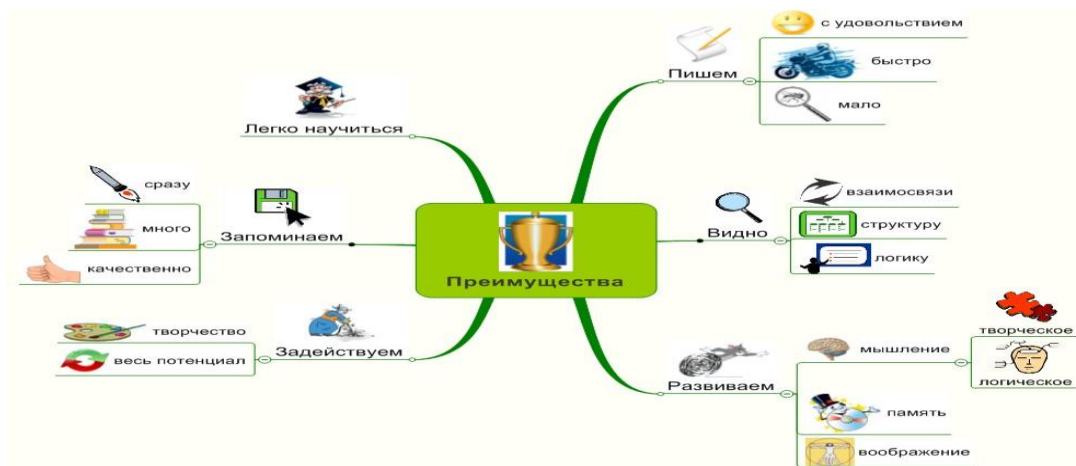 Преимущества
Пишем
с удовольствием
быстро
мало
Видно
взаимосвязи
структуру
логику
Развиваем
мышление
творческое
логическое
память
воображение
Легко научиться
Запоминаем
сразу
много
качественно
Задействуем
творчество
весь потенциал